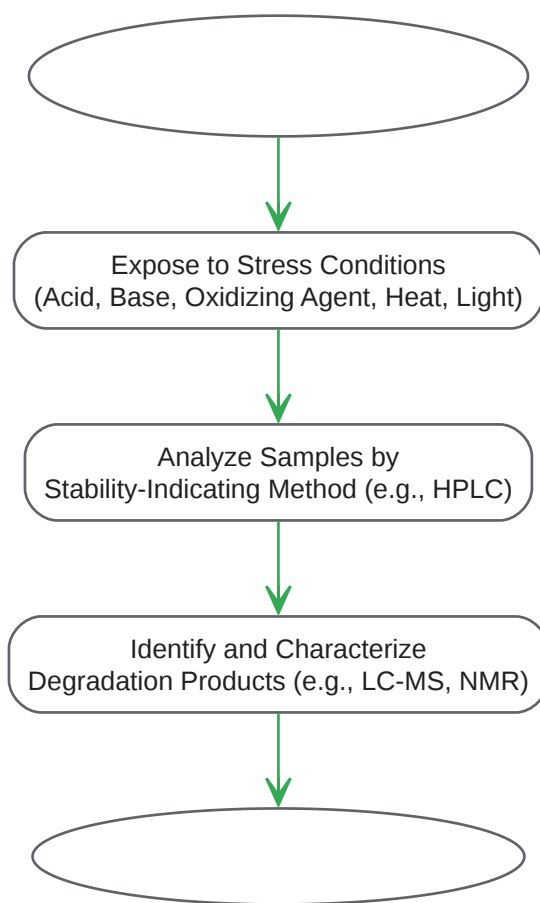 Expose to Stress Conditions
(Acid, Base, Oxidizing Agent, Heat, Light)
Analyze Samples by
Stability-Indicating Method (e.g., HPLC)
Identify and Characterize
Degradation Products (e.g., LC-MS, NMR)